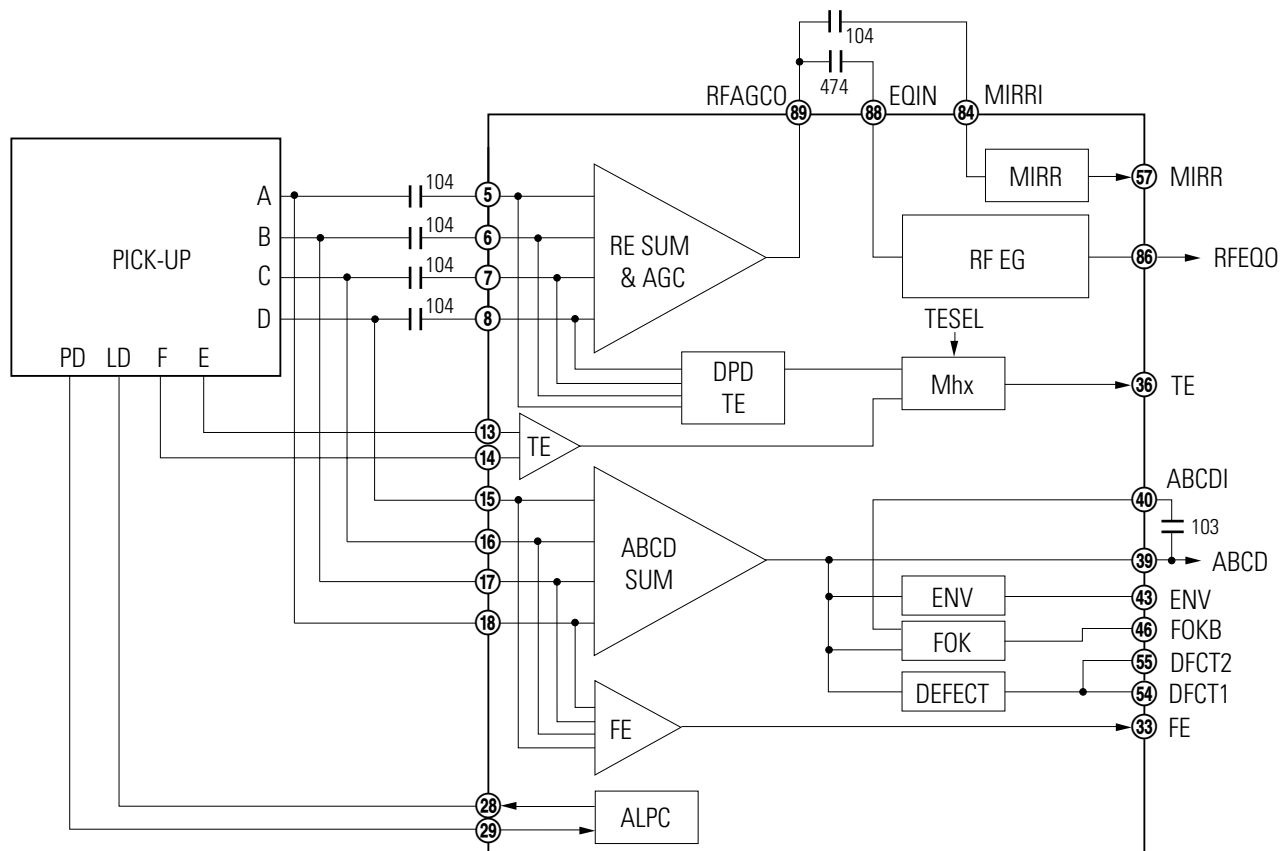 104
474
RFAGCO
EQIN
MIRRI
89
88
84
PICK-UP
A
B
C
D
PD
LD
F
E
104
104
104
104
5
6
7
8
RE SUM
& AGC
MIRR
57
MIRR
RF EG
86
RFEQO
TESEL
DPD
TE
Mhx
36
TE
13
14
TE
15
16
17
18
ABCD
SUM
ABCDI
40
103
39
ABCD
ENV
43
ENV
FOK
46
FOKB
55
DFCT2
DEFECT
54
DFCT1
FE
33
FE
28
29
ALPC